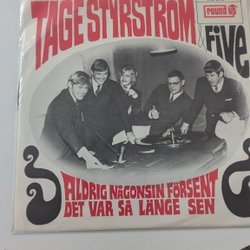 TAGE STYRSTRÖM
round up
& FIVE
ALDRIG NÅGONSIN FÖRSENT
DET VAR SÅ LÄNGE SEN